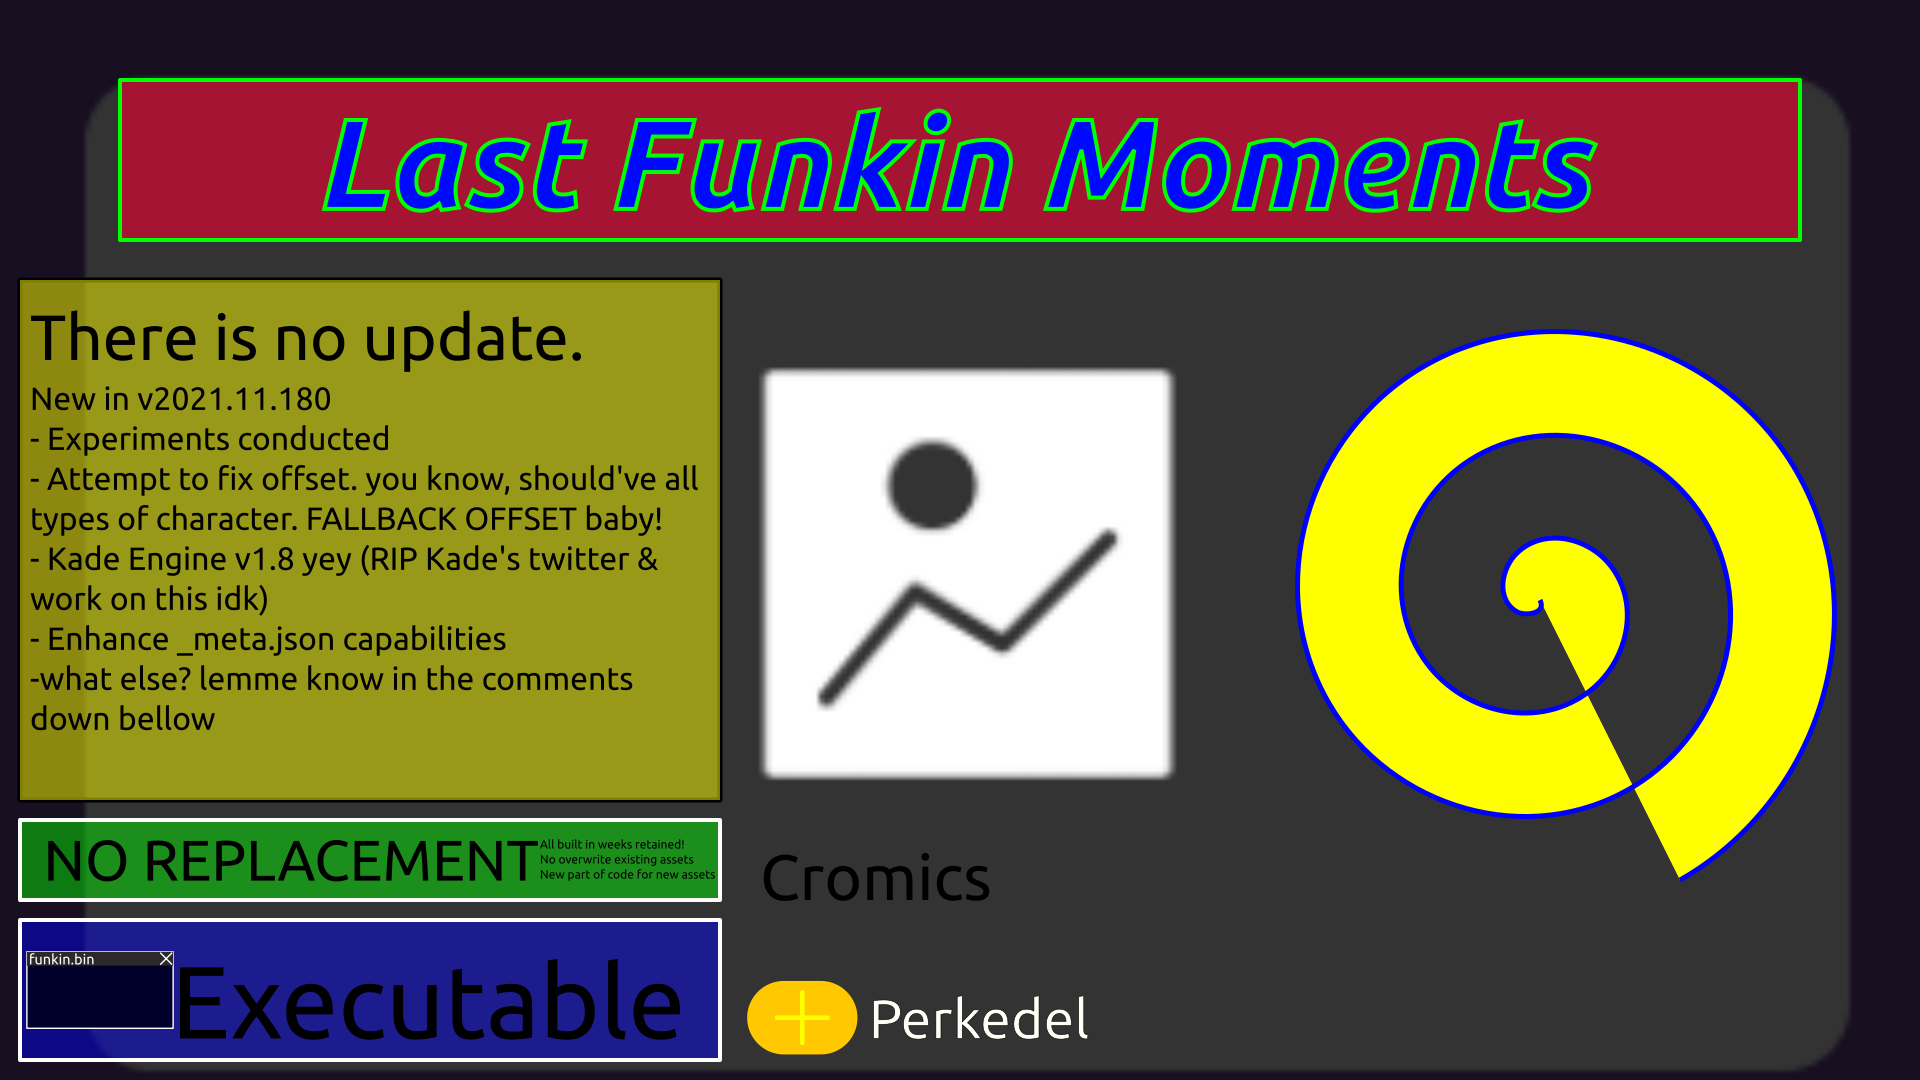 Last Funkin Moments
There is no update.
New in v2021.11.180
- Experiments conducted
- Attempt to fix offset. you know, should've all
types of character. FALLBACK OFFSET baby!
- Kade Engine v1.8 yey (RIP Kade's twitter &
work on this idk)
- Enhance _meta.json capabilities
-what else? lemme know in the comments
down bellow
NO REPLACEMENT
All built in weeks retained!
No overwrite existing assets
New part of code for new assets
funkin.bin
Executable
Cromics
Perkedel